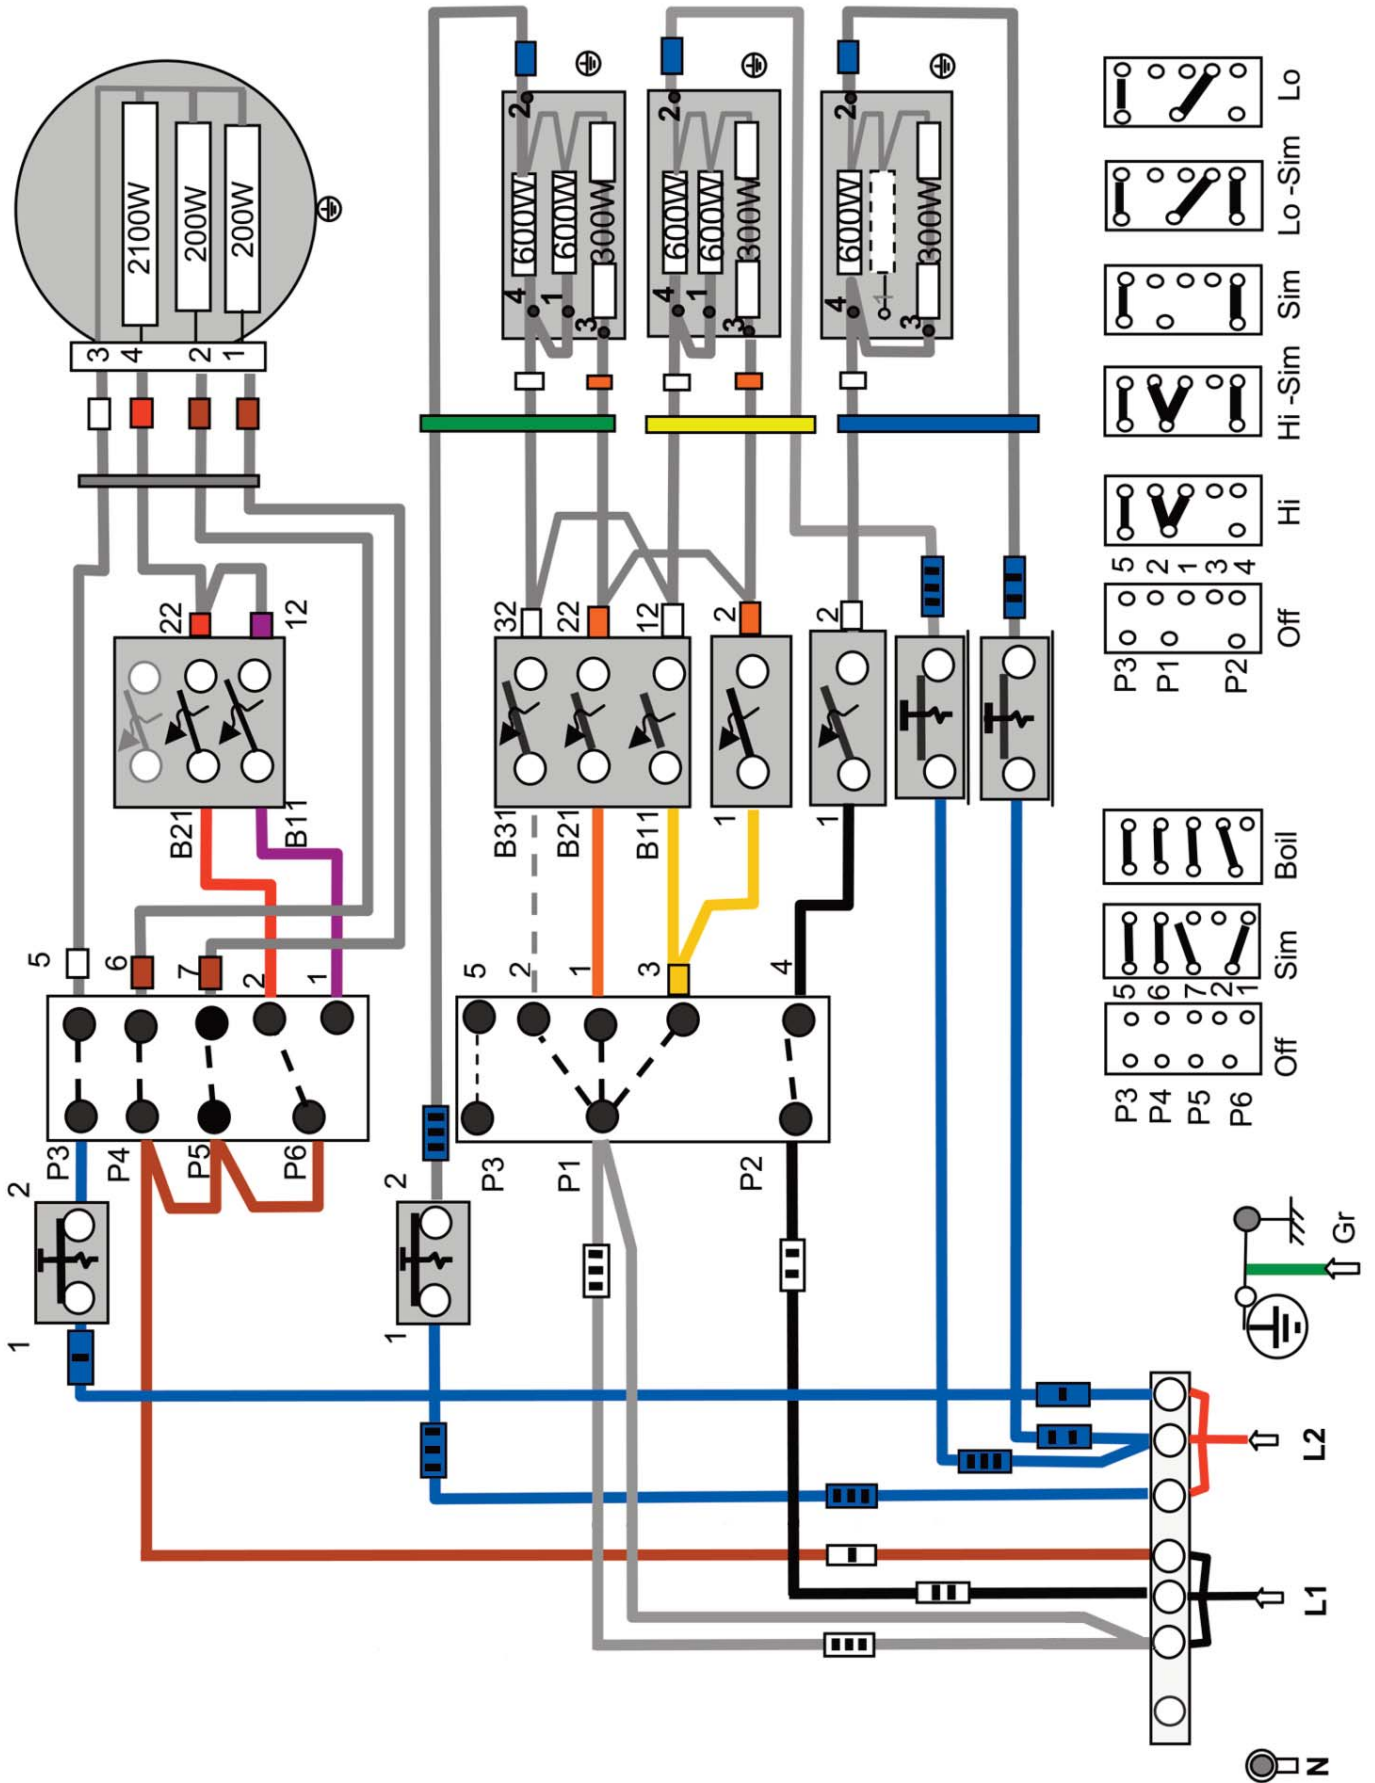 2100W
200W
200W
3
4
2
1
22
12
B21
B11
5
6
7
2
1
P3
P4
P5
P6
2
1
2
600W
600W
300W
4
1
3
2
600W
600W
300W
4
1
3
2
600W
300W
4
1
3
32
22
12
2
2
B31
B21
B11
1
1
5
2
1
3
4
P3
P1
P2
2
1
Lo
Lo -Sim
Sim
Hi -Sim
Hi
5
2
1
3
4
Off
P3
P1
P2
Boil
Sim
5
6
7
2
1
Off
P3
P4
P5
P6
Gr
L2
L1
N